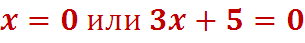 x = 0 или 3x + 5 = 0